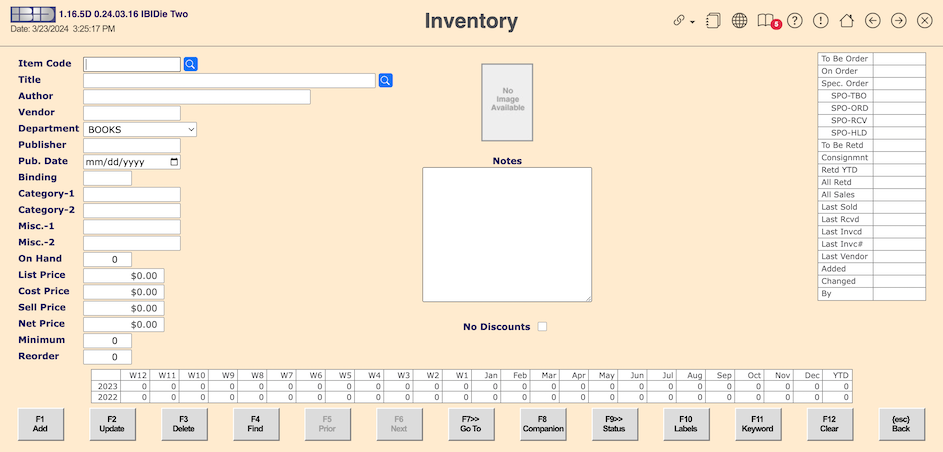 IBID 1.16.5D 0.24.03.16 IBIDie Two
Date: 3/23/2024 3:25:17 PM
Inventory
5
Item Code
Title
Author
Vendor
Department BOOKS
Publisher
Pub. Date mm/dd/yyyy
Binding
Category-1
Category-2
Misc.-1
Misc.-2
On Hand 0
List Price $0.00
Cost Price $0.00
Sell Price $0.00
Net Price $0.00
Minimum 0
Reorder 0
No
Image
Available
Notes
No Discounts
To Be Order
On Order
Spec. Order
SPO-TBO
SPO-ORD
SPO-RCV
SPO-HLD
To Be Retd
Consignmnt
Retd YTD
All Retd
All Sales
Last Sold
Last Rcvd
Last Invcd
Last Invc#
Last Vendor
Added
Changed
By
W12 W11 W10 W9 W8 W7 W6 W5 W4 W3 W2 W1 Jan Feb Mar Apr May Jun Jul Aug Sep Oct Nov Dec YTD
2023 0 0 0 0 0 0 0 0 0 0 0 0 0 0 0 0 0 0 0 0 0 0 0 0 0
2022 0 0 0 0 0 0 0 0 0 0 0 0 0 0 0 0 0 0 0 0 0 0 0 0 0
F1 F2 F3 F4 F5 F6 F7>> F8 F9>> F10 F11 F12 (esc)
Add Update Delete Find Prior Next Go To Companion Status Labels Keyword Clear Back